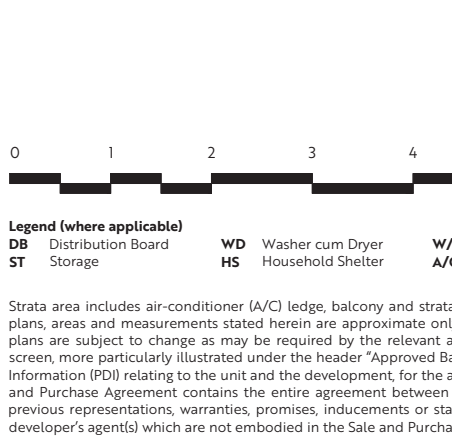 0 1 2 3 4
Legend (where applicable)
DB Distribution Board WD Washer cum Dryer W/
ST Storage HS Household Shelter A/C
Strata area includes air-conditioner (A/C) ledge, balcony and strata
plans, areas and measurements stated herein are approximate onl
plans are subject to change as may be required by the relevant a
screen, more particularly illustrated under the header "Approved Ba
Information (PDI) relating to the unit and the development, for the a
and Purchase Agreement contains the entire agreement between
previous representations, warranties, promises, inducements or sta
developer's agent(s) which are not embodied in the Sale and Purcha